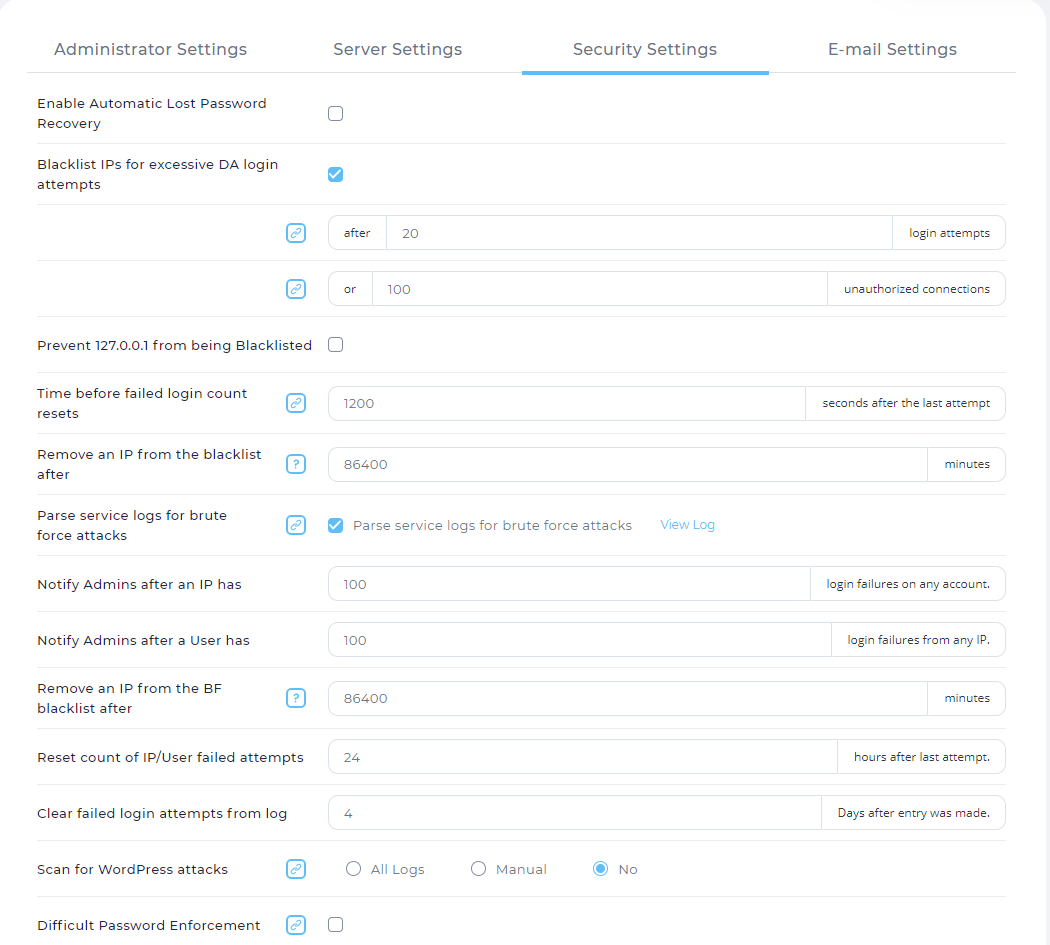 Administrator Settings Server Settings Security Settings E-mail Settings
Enable Automatic Lost Password
Recovery
Blacklist IPs for excessive DA login
attempts
after 20 login attempts
or 100 unauthorized connections
Prevent 127.0.0.1 from being Blacklisted
Time before failed login count
resets
1200 seconds after the last attempt
Remove an IP from the blacklist
after
? 86400 minutes
Parse service logs for brute
force attacks
Parse service logs for brute force attacks View Log
Notify Admins after an IP has 100 login failures on any account.
Notify Admins after a User has 100 login failures from any IP.
Remove an IP from the BF
blacklist after
? 86400 minutes
Reset count of IP/User failed attempts 24 hours after last attempt.
Clear failed login attempts from log 4 Days after entry was made.
Scan for WordPress attacks All Logs Manual No
Difficult Password Enforcement